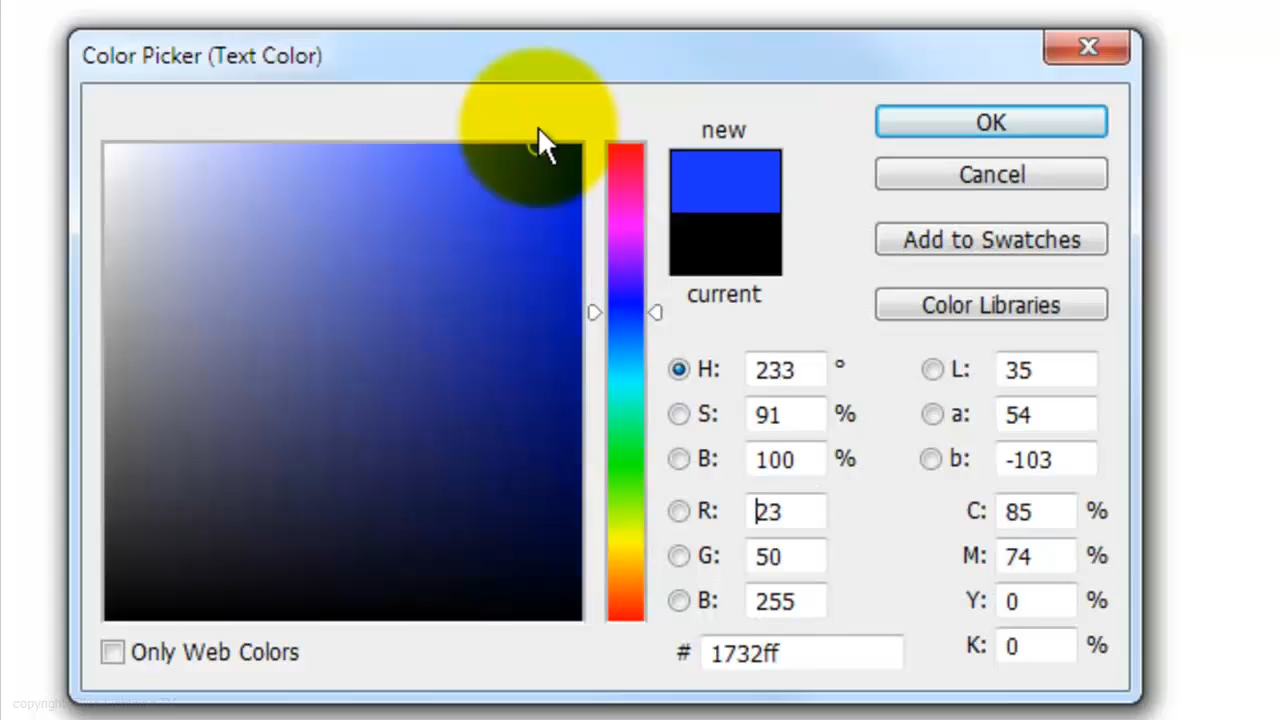 Color Picker (Text Color)
new
current
OK
Cancel
Add to Swatches
Color Libraries
H: 233 °
S: 91 %
B: 100 %
R: 23
G: 50
B: 255
# 1732ff
L: 35
a: 54
b: -103
C: 85 %
M: 74 %
Y: 0 %
K: 0 %
Only Web Colors